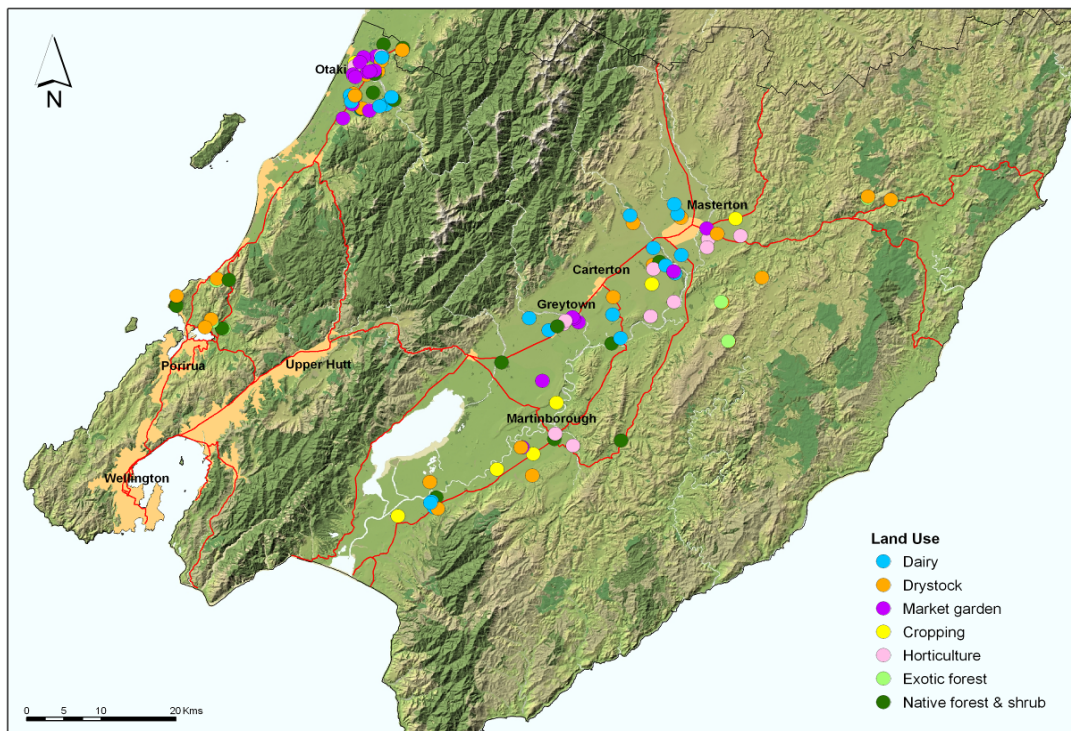 N
Otaki
Masterton
Carterton
Greytown
Upper Hutt
Porirua
Martinborough
Wellington
Land Use
Dairy
Drystock
Market garden
Cropping
Horticulture
Exotic forest
Native forest & shrub
0 5 10 20 Kms